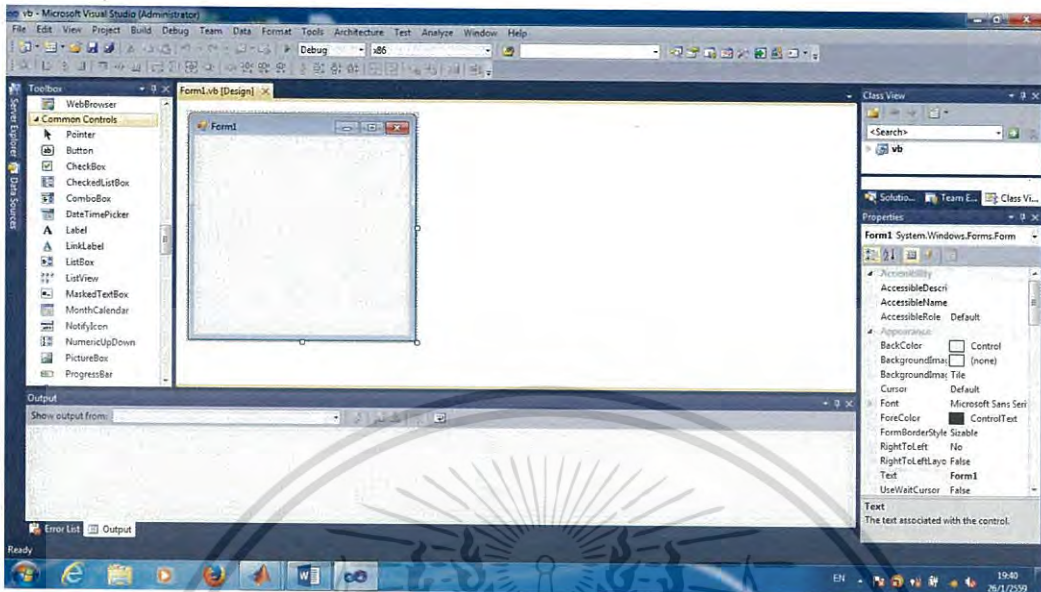 vb - Microsoft Visual Studio (Administrator)
File Edit View Project Build Debug Team Data Format Tools Architecture Test Analyze Window Help
Debug x86
Toolbox
WebBrowser
Common Controls
Pointer
Button
CheckBox
CheckedListBox
ComboBox
DateTimePicker
Label
LinkLabel
ListBox
ListView
MaskedTextBox
MonthCalendar
NotifyIcon
NumericUpDown
PictureBox
ProgressBar
Server Explorer
Data Sources
Form1.vb [Design]
Form1
Class View
<Search>
vb
Solutio... Team E... Class Vi...
Properties
Form1 System.Windows.Forms.Form
Accessibility
AccessibleDescri
AccessibleName
AccessibleRole Default
Appearance
BackColor Control
BackgroundImag (none)
BackgroundImag Tile
Cursor Default
Font Microsoft Sans Seri
ForeColor ControlText
FormBorderStyle Sizable
RightToLeft No
RightToLeftLayo False
Text Form1
UseWaitCursor False
Text
The text associated with the control.
Output
Show output from:
Error List Output
Ready
EN
19:40
26/1/2559